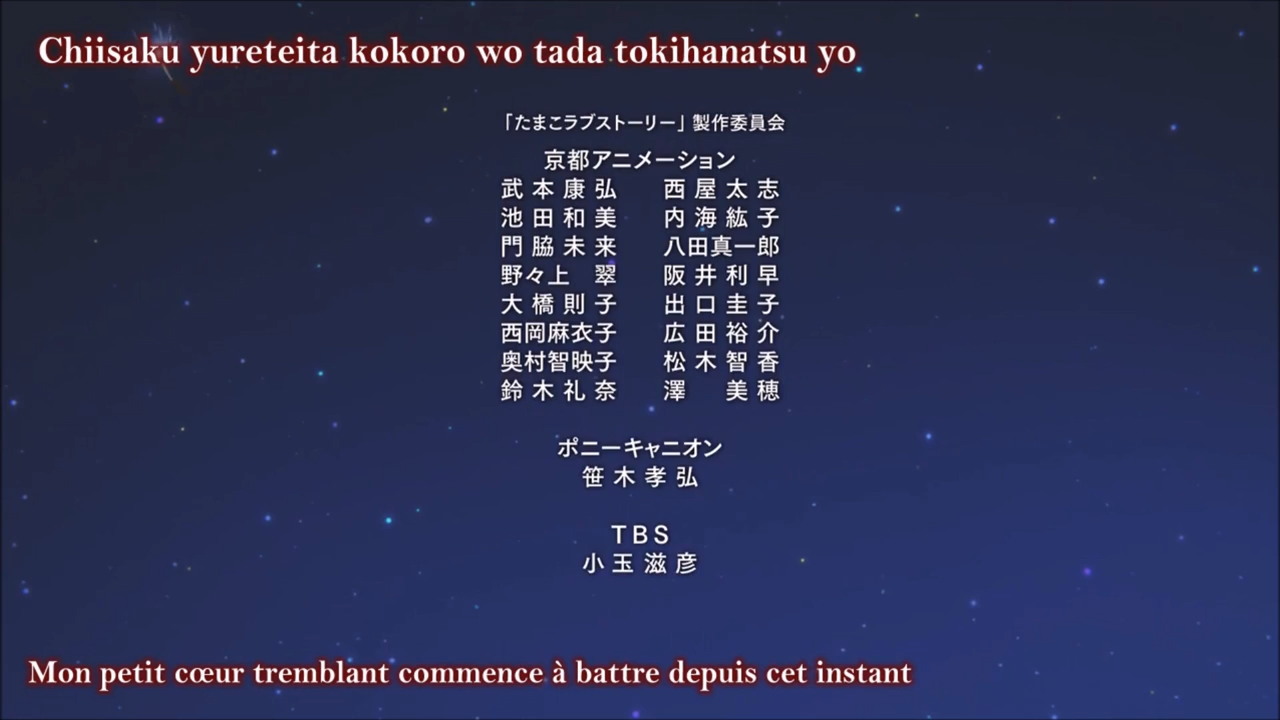 Chiisaku yureteita kokoro wo tada tokihanatsu yo
「たまこラブストーリー」製作委員会
京都アニメーション
武本康弘 西屋太志
池田和美 内海紘子
門脇未来 八田真一郎
野々上 翠 阪井利早
大橋則子 出口圭子
西岡麻衣子 広田裕介
奥村智映子 松木智香
鈴木礼奈 澤 美穂
ポニーキャニオン
笹木孝弘
TBS
小玉滋彦
Mon petit cœur tremblant commence à battre depuis cet instant